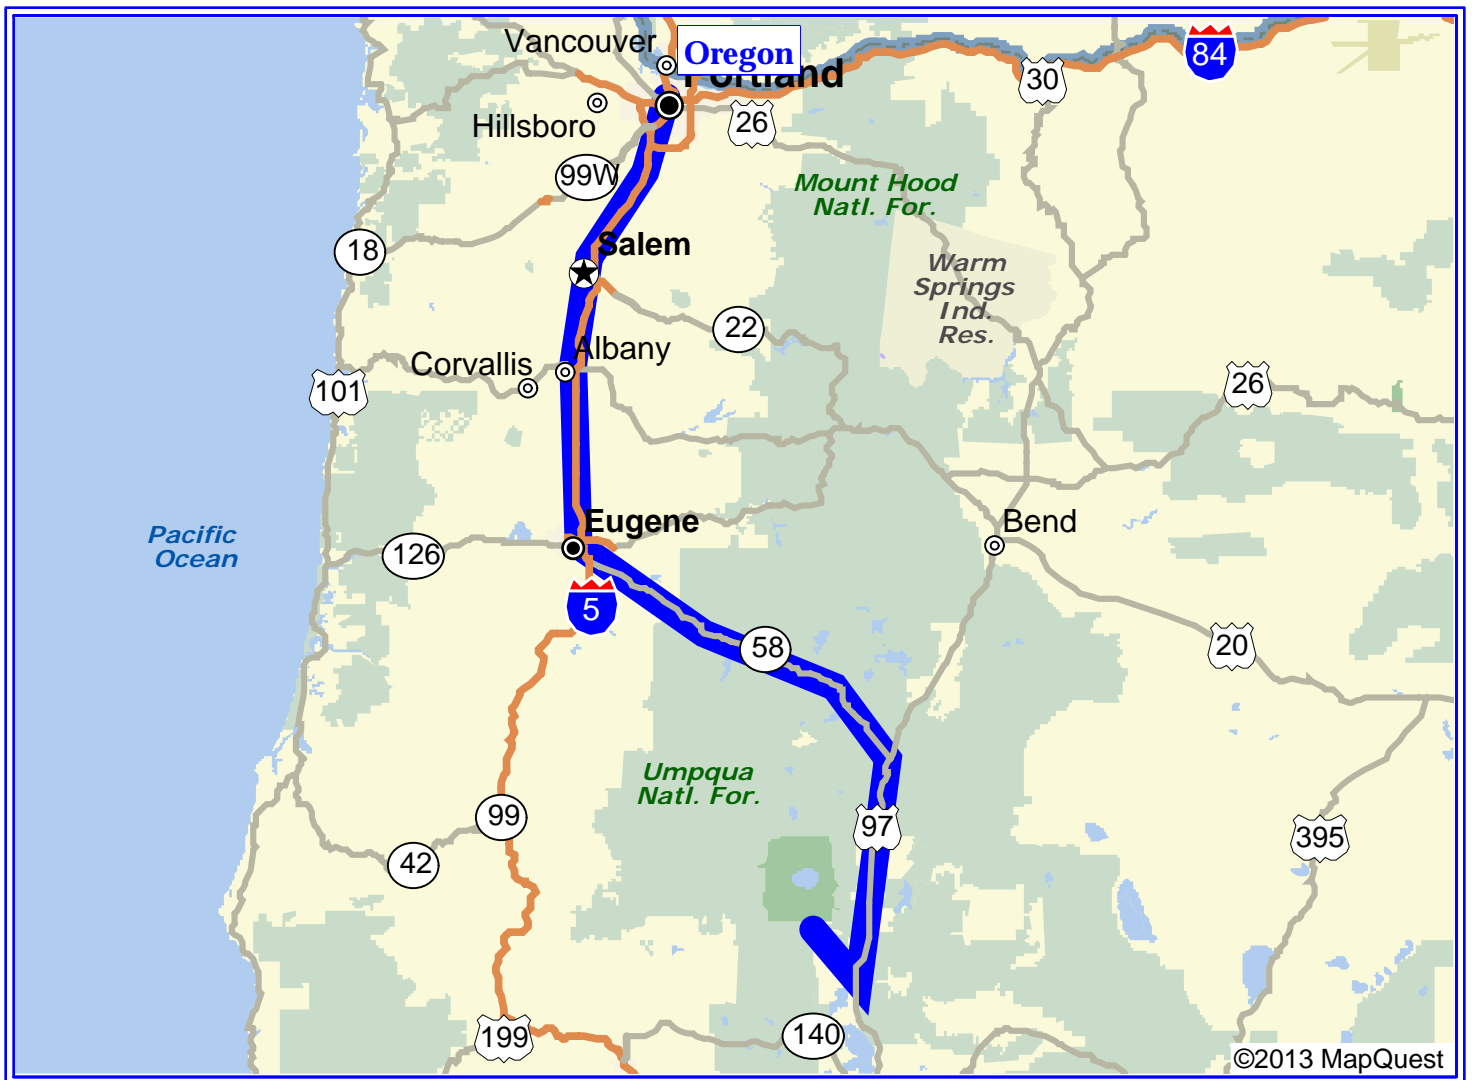 Vancouver
Oregon
Portland
84
30
Hillsboro
26
99W
Mount Hood
Natl. For.
18
Salem
Warm
Springs
Ind.
Res.
22
Albany
Corvallis
101
26
Pacific
Ocean
Eugene
Bend
126
5
58
20
Umpqua
Natl. For.
99
97
395
42
199
140
©2013 MapQuest